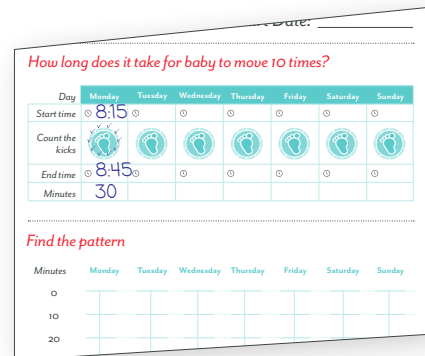 Date:
How long does it take for baby to move 10 times?
Day Monday Tuesday Wednesday Thursday Friday Saturday Sunday
Start time 8:15
Count the
kicks
End time 8:45
Minutes 30
Find the pattern
Minutes Monday Tuesday Wednesday Thursday Friday Saturday Sunday
0
10
20